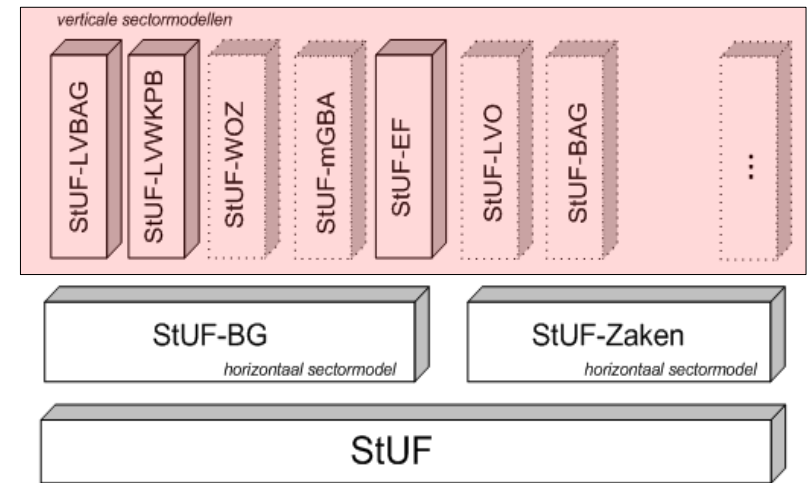 verticale sectormodellen
StUF-LVBAG
StUF-LVWKPB
StUF-WOZ
StUF-mGBA
StUF-EF
StUF-LVO
StUF-BAG
...
StUF-BG
horizontaal sectormodel
StUF-Zaken
horizontaal sectormodel
StUF